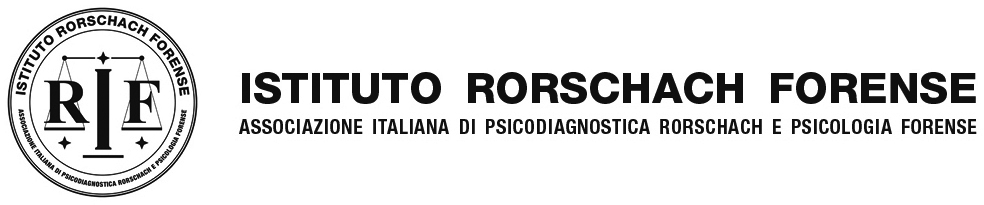 ISTITUTO RORSCHACH FORENSE
R I F
ASSOCIAZIONE ITALIANA DI PSICODIAGNOSTICA RORSCHACH E PSICOLOGIA FORENSE
ISTITUTO RORSCHACH FORENSE
ASSOCIAZIONE ITALIANA DI PSICODIAGNOSTICA RORSCHACH E PSICOLOGIA FORENSE